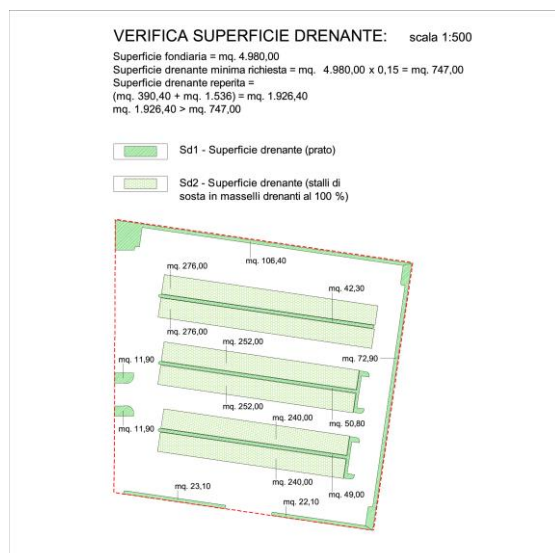 VERIFICA SUPERFICIE DRENANTE: scala 1:500
Superficie fondiaria = mq. 4.980,00
Superficie drenante minima richiesta = mq. 4.980,00 x 0,15 = mq. 747,00
Superficie drenante reperita =
(mq. 390,40 + mq. 1.536) = mq. 1.926,40
mq. 1.926,40 > mq. 747,00
Sd1 - Superficie drenante (prato)
Sd2 - Superficie drenante (stalli di
sosta in masselli drenanti al 100 %)
mq. 106,40
mq. 276,00
mq. 42,30
mq. 276,00
mq. 252,00
mq. 72,90
mq. 11,90
mq. 252,00
mq. 240,00
mq. 50,80
mq. 11,90
mq. 240,00
mq. 49,00
mq. 23,10
mq. 22,10